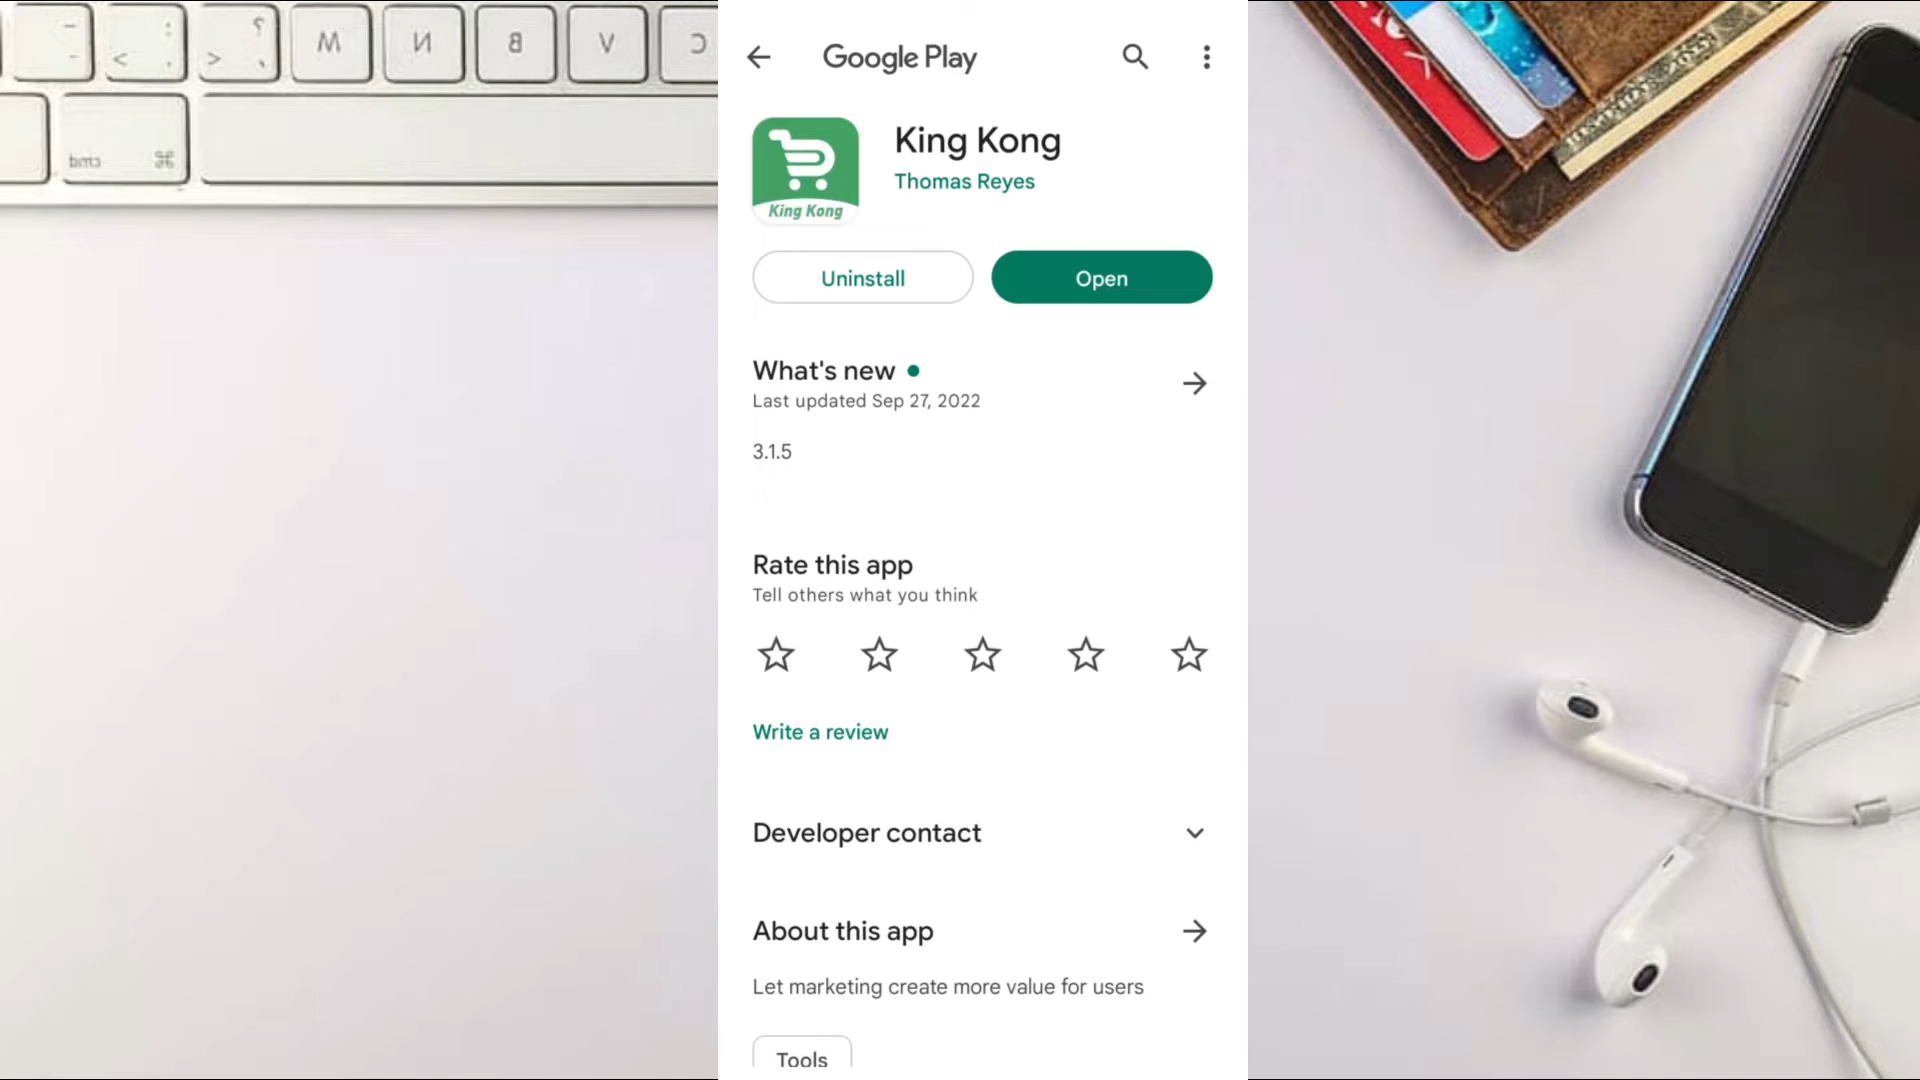 M N B V C
cmd ⌘
Google Play
King Kong
Thomas Reyes
King Kong
Uninstall
Open
What's new
Last updated Sep 27, 2022
3.1.5
Rate this app
Tell others what you think
Write a review
Developer contact
About this app
Let marketing create more value for users
Tools